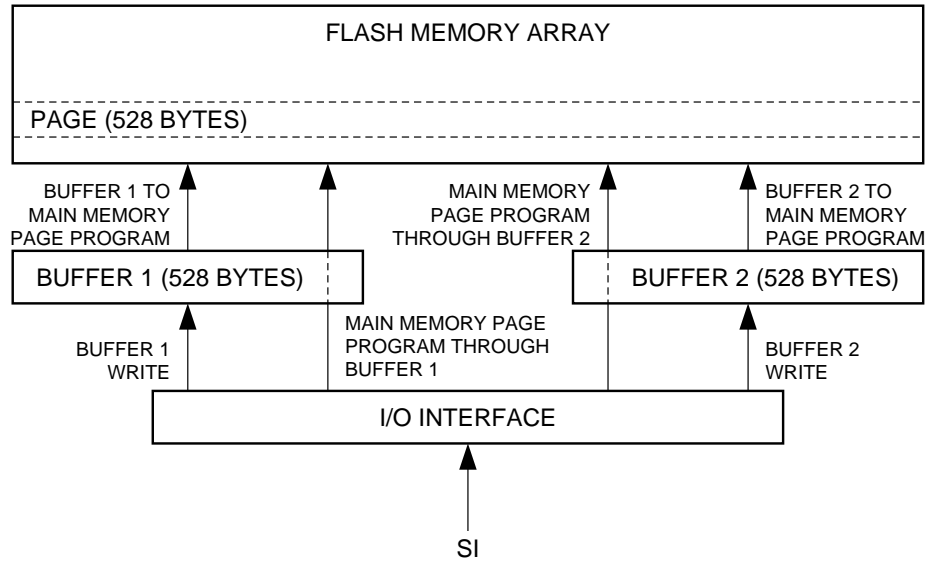 FLASH MEMORY ARRAY
PAGE (528 BYTES)
BUFFER 1 TO
MAIN MEMORY
PAGE PROGRAM
MAIN MEMORY
PAGE PROGRAM
THROUGH BUFFER 2
BUFFER 2 TO
MAIN MEMORY
PAGE PROGRAM
BUFFER 1 (528 BYTES)
BUFFER 2 (528 BYTES)
BUFFER 1
WRITE
MAIN MEMORY PAGE
PROGRAM THROUGH
BUFFER 1
BUFFER 2
WRITE
I/O INTERFACE
SI